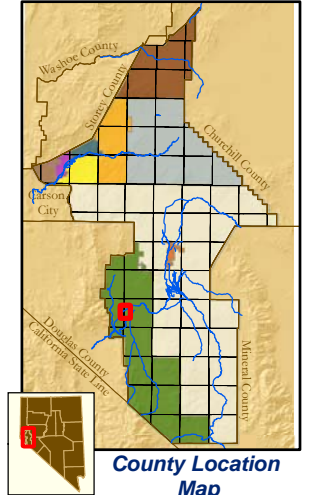 Washoe County
Storey County
Churchill County
Carson
City
Douglas County
California State Line
Mineral County
County Location
Map